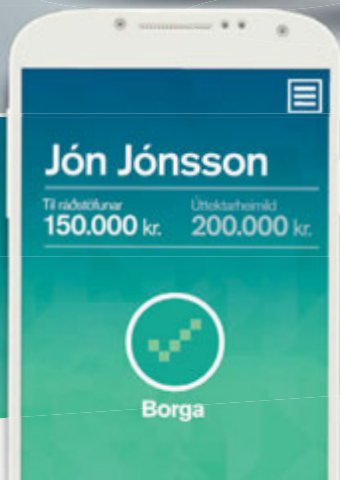 Jón Jónsson
Til ráðstöfunar Úttektarheimild
150.000 kr. 200.000 kr.
Borga